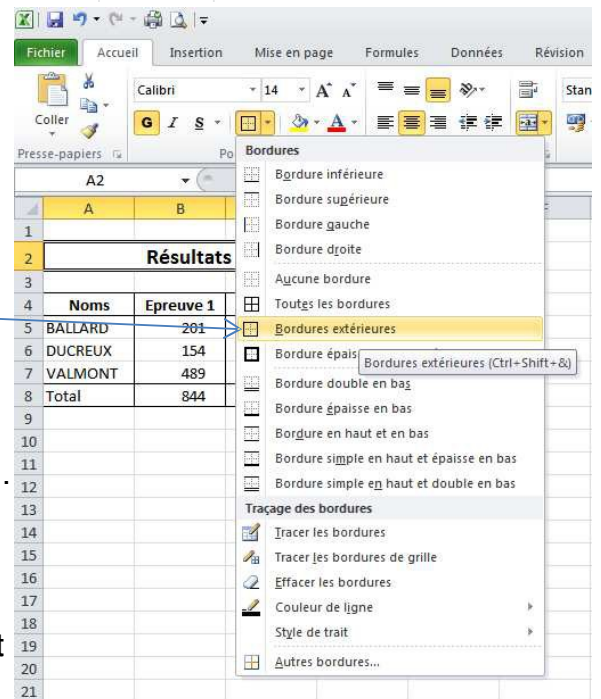 Fichier Accueil Insertion Mise en page Formules Données Révision
Coller Calibri 14 A A Stan
G I S A
Presse-papiers Po
A2
A B
1
2 Résultats
3
4 Noms Epreuve 1
5 BALLARD 201
6 DUCREUX 154
7 VALMONT 489
8 Total 844
9
10
11
12
13
14
15
16
17
18
19
20
21
.
t
Bordures
Bordure inférieure
Bordure supérieure
Bordure gauche
Bordure droite
Aucune bordure
Toutes les bordures
Bordures extérieures
Bordure épais
Bordures extérieures (Ctrl+Shift+&)
Bordure double en bas
Bordure épaisse en bas
Bordure en haut et en bas
Bordure simple en haut et épaisse en bas
Bordure simple en haut et double en bas
Traçage des bordures
Tracer les bordures
Tracer les bordures de grille
Effacer les bordures
Couleur de ligne
Style de trait
Autres bordures...